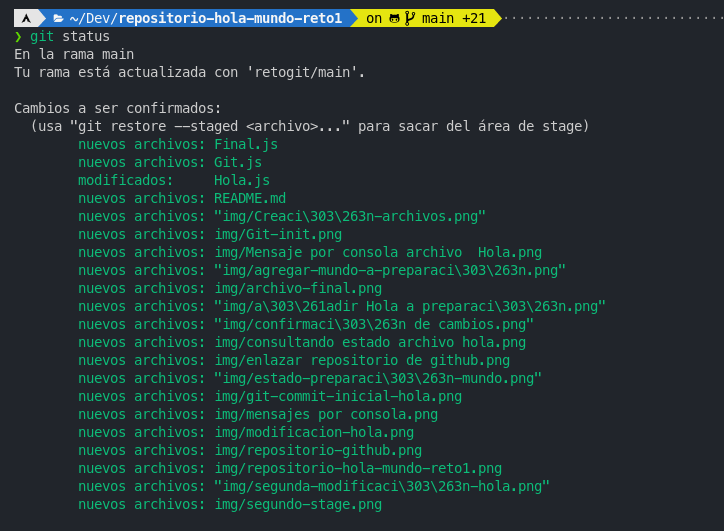 ~/Dev/repositorio-hola-mundo-reto1 on main +21
❯ git status
En la rama main
Tu rama está actualizada con 'retogit/main'.
Cambios a ser confirmados:
(usa "git restore --staged <archivo>..." para sacar del área de stage)
nuevos archivos: Final.js
nuevos archivos: Git.js
modificados: Hola.js
nuevos archivos: README.md
nuevos archivos: "img/Creaci\303\263n-archivos.png"
nuevos archivos: img/Git-init.png
nuevos archivos: img/Mensaje por consola archivo  Hola.png
nuevos archivos: "img/agregar-mundo-a-preparaci\303\263n.png"
nuevos archivos: img/archivo-final.png
nuevos archivos: "img/a\303\261adir Hola a preparaci\303\263n.png"
nuevos archivos: "img/confirmaci\303\263n de cambios.png"
nuevos archivos: img/consultando estado archivo hola.png
nuevos archivos: img/enlazar repositorio de github.png
nuevos archivos: "img/estado-preparaci\303\263n-mundo.png"
nuevos archivos: img/git-commit-inicial-hola.png
nuevos archivos: img/mensajes por consola.png
nuevos archivos: img/modificacion-hola.png
nuevos archivos: img/repositorio-github.png
nuevos archivos: img/repositorio-hola-mundo-reto1.png
nuevos archivos: "img/segunda-modificaci\303\263n-hola.png"
nuevos archivos: img/segundo-stage.png